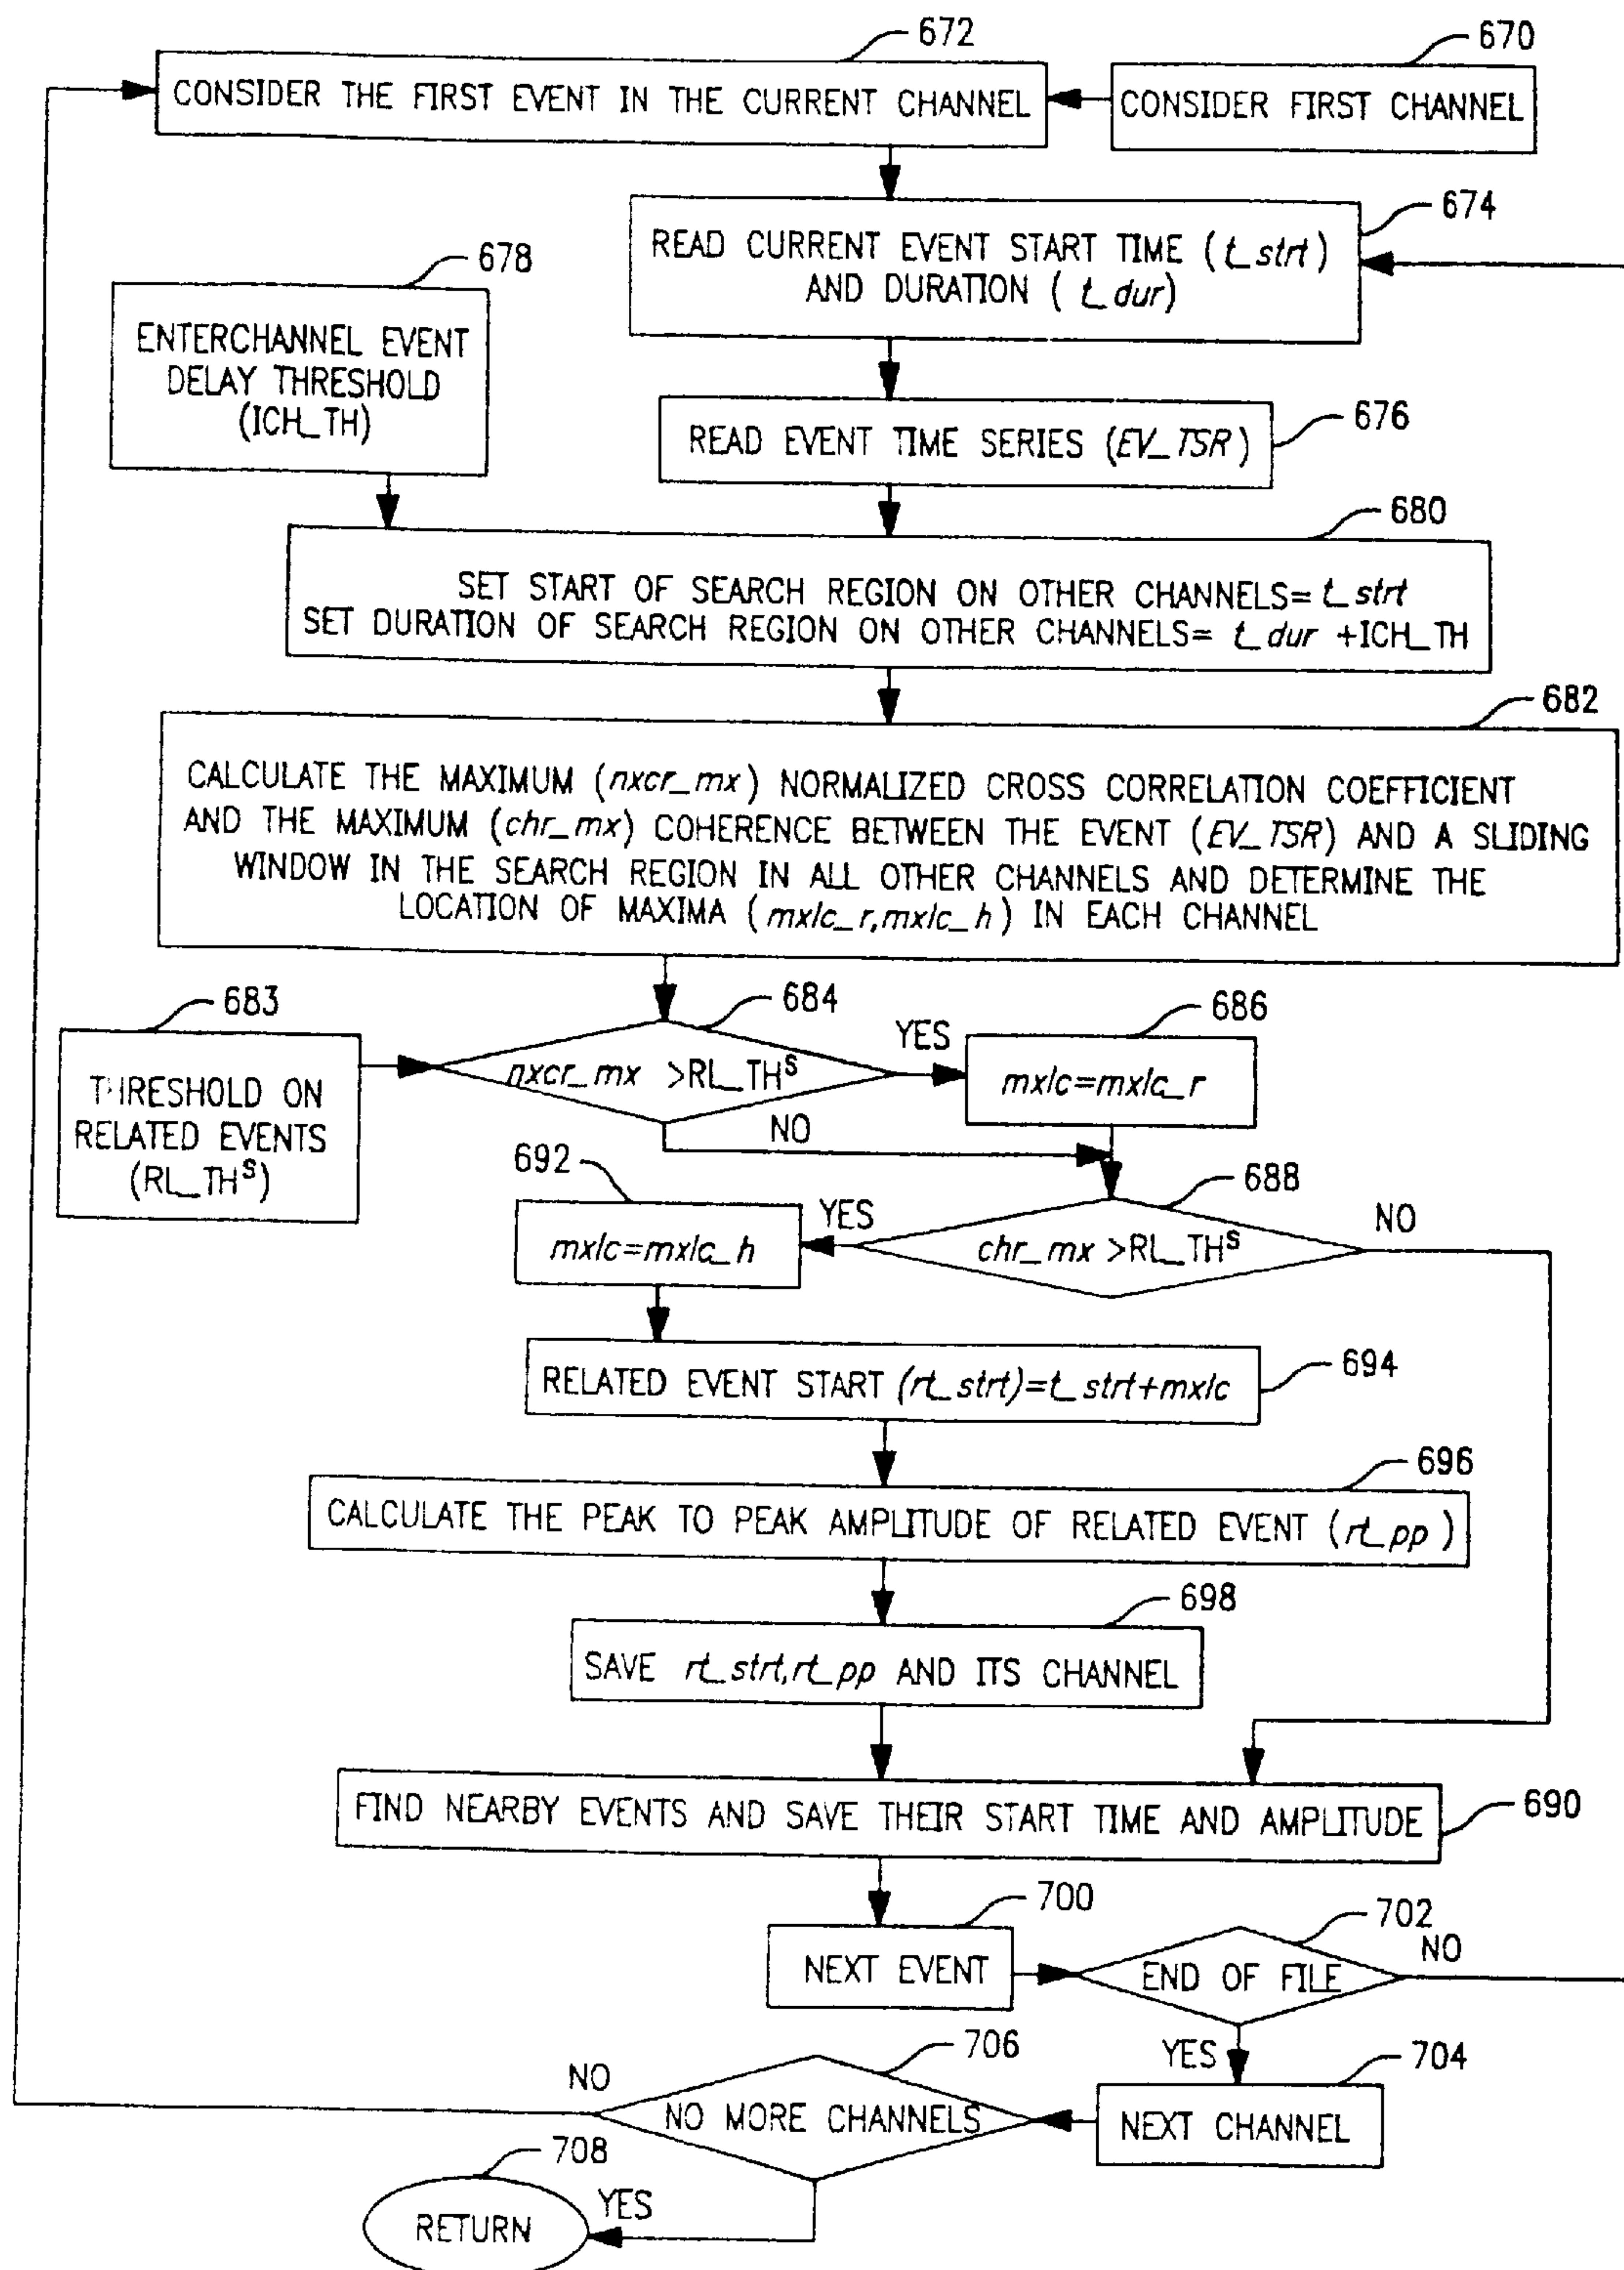 672
670
CONSIDER THE FIRST EVENT IN THE CURRENT CHANNEL
CONSIDER FIRST CHANNEL
674
READ CURRENT EVENT START TIME (t_strt)
AND DURATION ( t_dur)
678
ENTERCHANNEL EVENT
DELAY THRESHOLD
(ICH_TH)
676
READ EVENT TIME SERIES (EV_TSR)
680
SET START OF SEARCH REGION ON OTHER CHANNELS= t_strt
SET DURATION OF SEARCH REGION ON OTHER CHANNELS= t_dur +ICH_TH
682
CALCULATE THE MAXIMUM (nxcr_mx) NORMALIZED CROSS CORRELATION COEFFICIENT
AND THE MAXIMUM (chr_mx) COHERENCE BETWEEN THE EVENT (EV_TSR) AND A SLIDING
WINDOW IN THE SEARCH REGION IN ALL OTHER CHANNELS AND DETERMINE THE
LOCATION OF MAXIMA (mxlc_r,mxlc_h) IN EACH CHANNEL
683
684
686
THRESHOLD ON
RELATED EVENTS
(RL_TH^S)
nxcr_mx >RL_TH^S
YES
mxlc=mxlc_r
NO
692
688
mxlc=mxlc_h
YES
chr_mx >RL_TH^S
NO
694
RELATED EVENT START (rt_strt)=t_strt+mxlc
696
CALCULATE THE PEAK TO PEAK AMPLITUDE OF RELATED EVENT (rt_pp)
698
SAVE rt_strt,rt_pp AND ITS CHANNEL
FIND NEARBY EVENTS AND SAVE THEIR START TIME AND AMPLITUDE
690
700
702
NEXT EVENT
END OF FILE
NO
YES
704
706
NO
NO MORE CHANNELS
NEXT CHANNEL
708
YES
RETURN